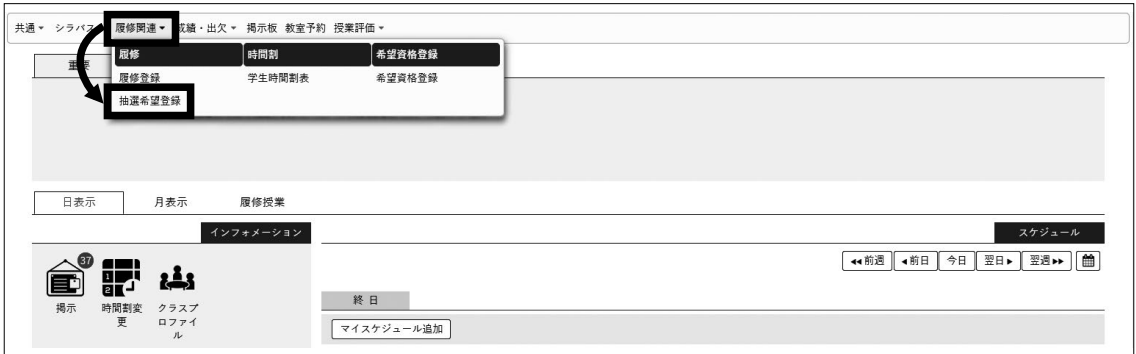 共通 シラバス 履修関連 成績・出欠 掲示板 教室予約 授業評価
履修 時間割 希望資格登録
履修登録 学生時間割表 希望資格登録
抽選希望登録
重要
日表示 月表示 履修授業
インフォメーション スケジュール
前週 前日 今日 翌日 翌週
37
1
2
掲示 時間割変更 クラスプロファイル
終日
マイスケジュール追加